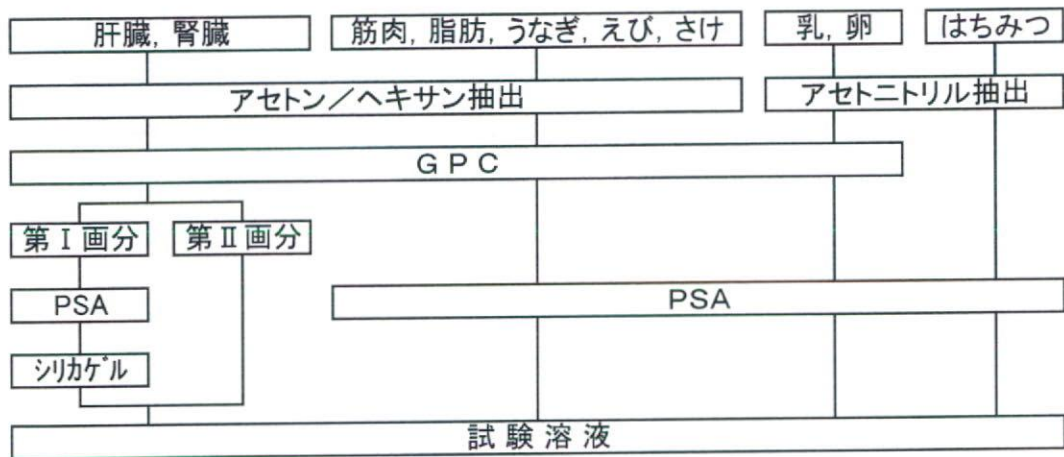 肝臓, 腎臓
筋肉, 脂肪, うなぎ, えび, さけ
乳, 卵
はちみつ
アセトン／ヘキサン抽出
アセトニトリル抽出
ＧＰＣ
第Ⅰ画分
第Ⅱ画分
PSA
PSA
ｼﾘｶｹﾞﾙ
試験溶液